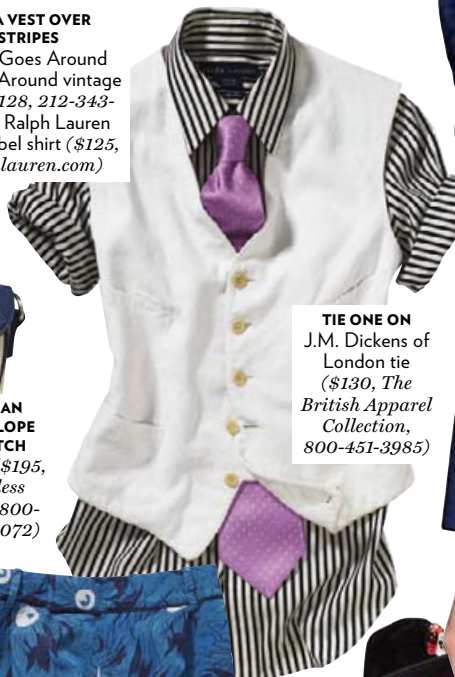 A VEST OVER
STRIPES
Goes Around
Around vintage
128, 212-343-
Ralph Lauren
bel shirt ($125,
lauren.com)
RALPH LAUREN
TIE ONE ON
J.M. Dickens of
London tie
($130, The
British Apparel
Collection,
800-451-3985)
AN
LOPE
TCH
$195,
less
800-
072)